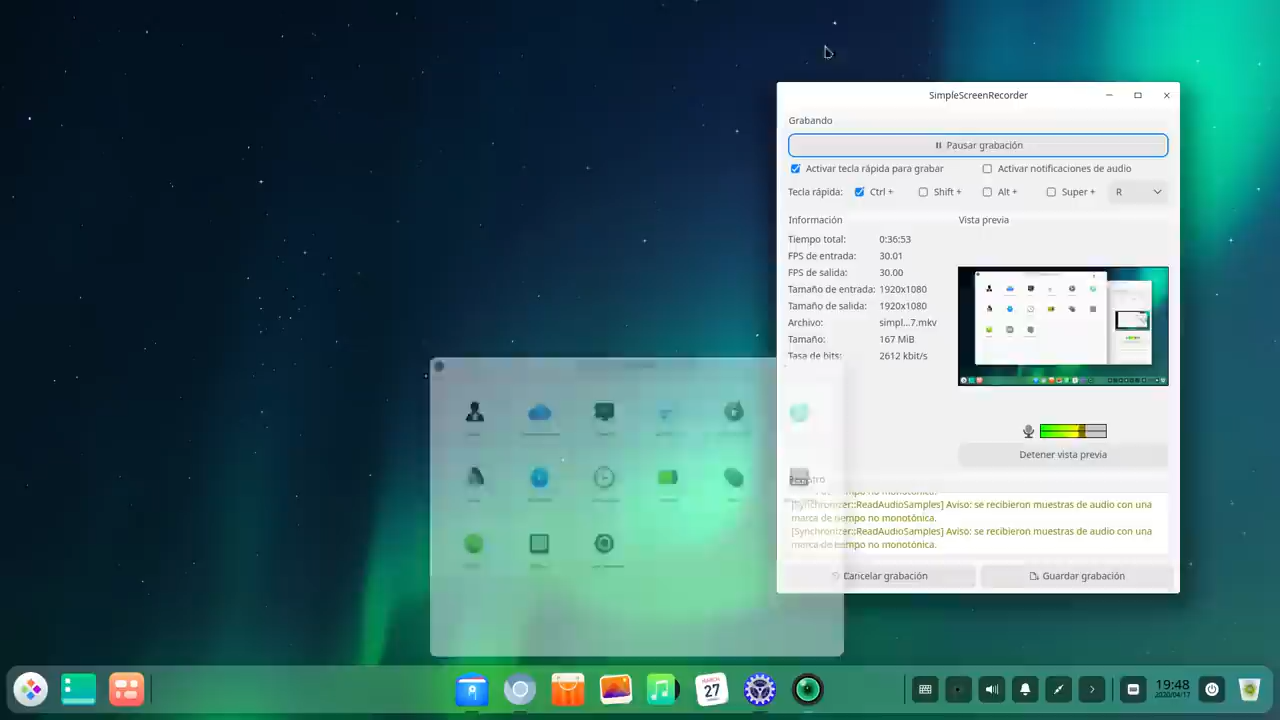 SimpleScreenRecorder
Grabando
Pausar grabación
Activar tecla rápida para grabar
Activar notificaciones de audio
Tecla rápida: Ctrl + Shift + Alt + Super + R
Información
Vista previa
Tiempo total: 0:36:53
FPS de entrada: 30.01
FPS de salida: 30.00
Tamaño de entrada: 1920x1080
Tamaño de salida: 1920x1080
Archivo: simpl...7.mkv
Tamaño: 167 MiB
Tasa de bits: 2612 kbit/s
Detener vista previa
[Synchronizer::ReadAudioSamples] Aviso: se recibieron muestras de audio con una
marca de tiempo no monotónica.
[Synchronizer::ReadAudioSamples] Aviso: se recibieron muestras de audio con una
marca de tiempo no monotónica.
Cancelar grabación
Guardar grabación
MARCH
27
19:48
2020/04/17